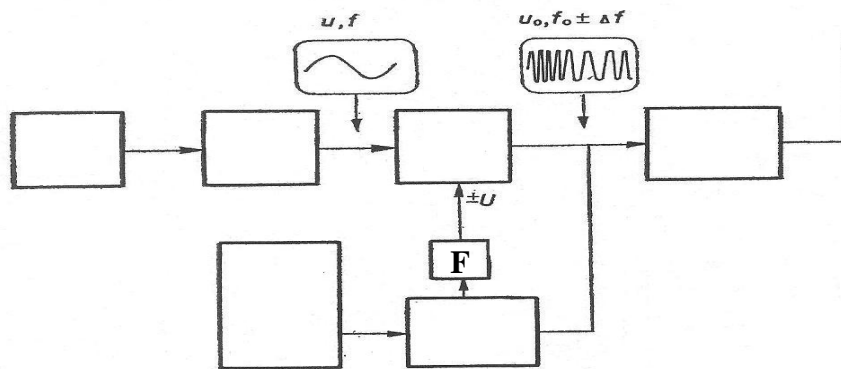 u, f
u₀, f₀ ± Δf
±U
F